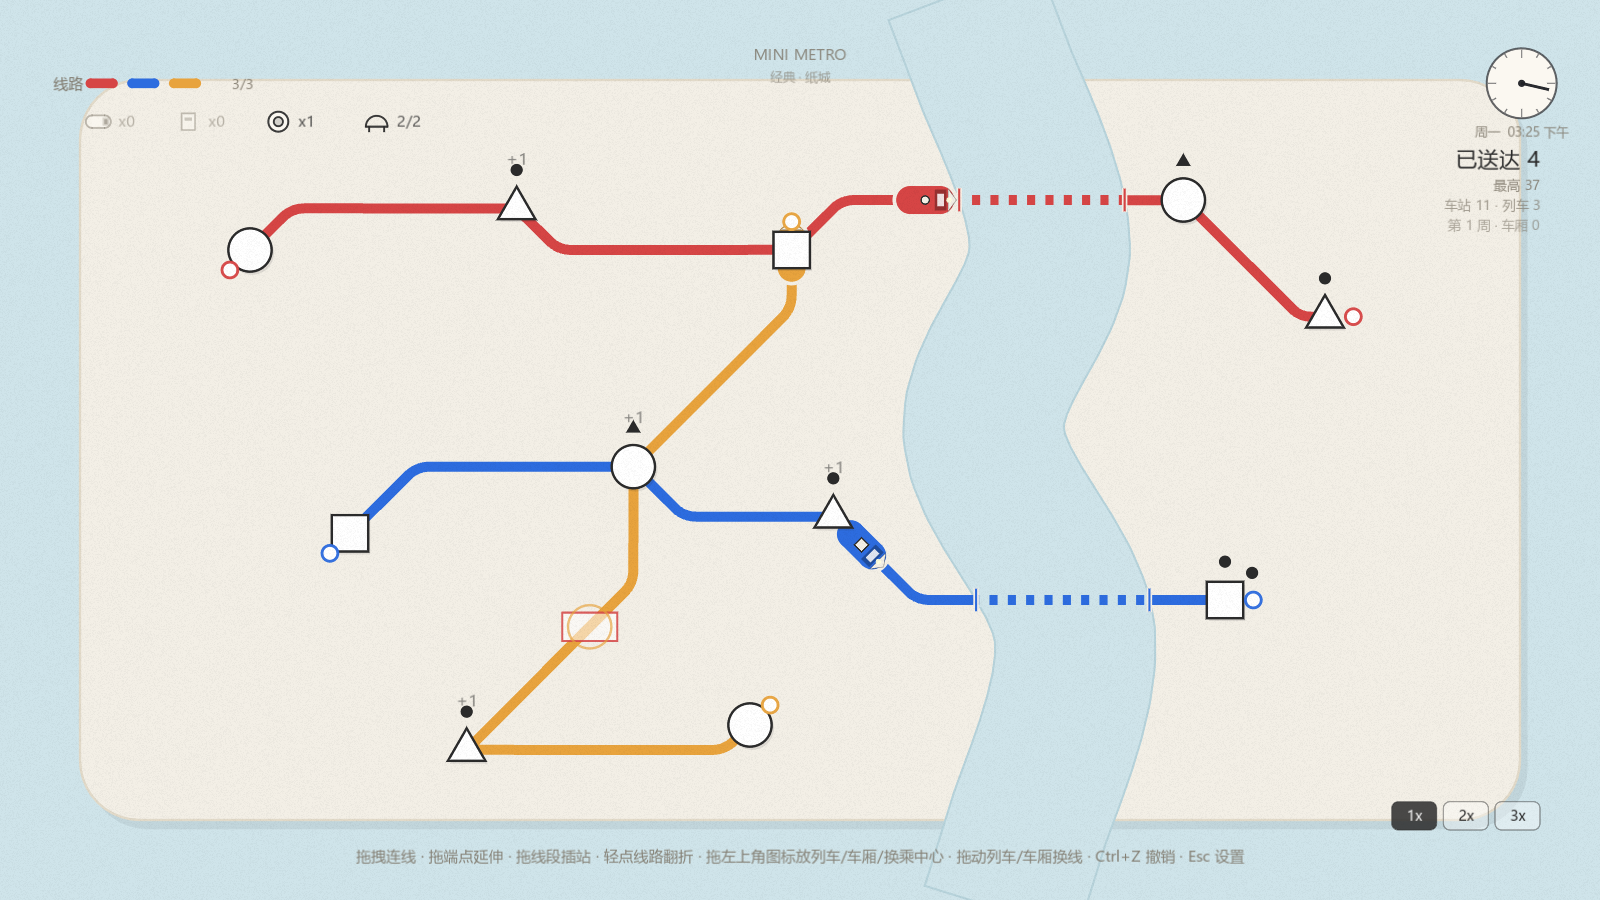 MINI METRO
经典 · 纸城
线路
3/3
x0
x0
x1
2/2
周一 03:25 下午
已送达 4
最高 37
车站 11 · 列车 3
第 1 周 · 车厢 0
+1
+1
+1
+1
1x
2x
3x
拖拽连线 · 拖端点延伸 · 拖线段插站 · 轻点线路翻折 · 拖左上角图标放列车/车厢/换乘中心 · 拖动列车/车厢换线 · Ctrl+Z 撤销 · Esc 设置